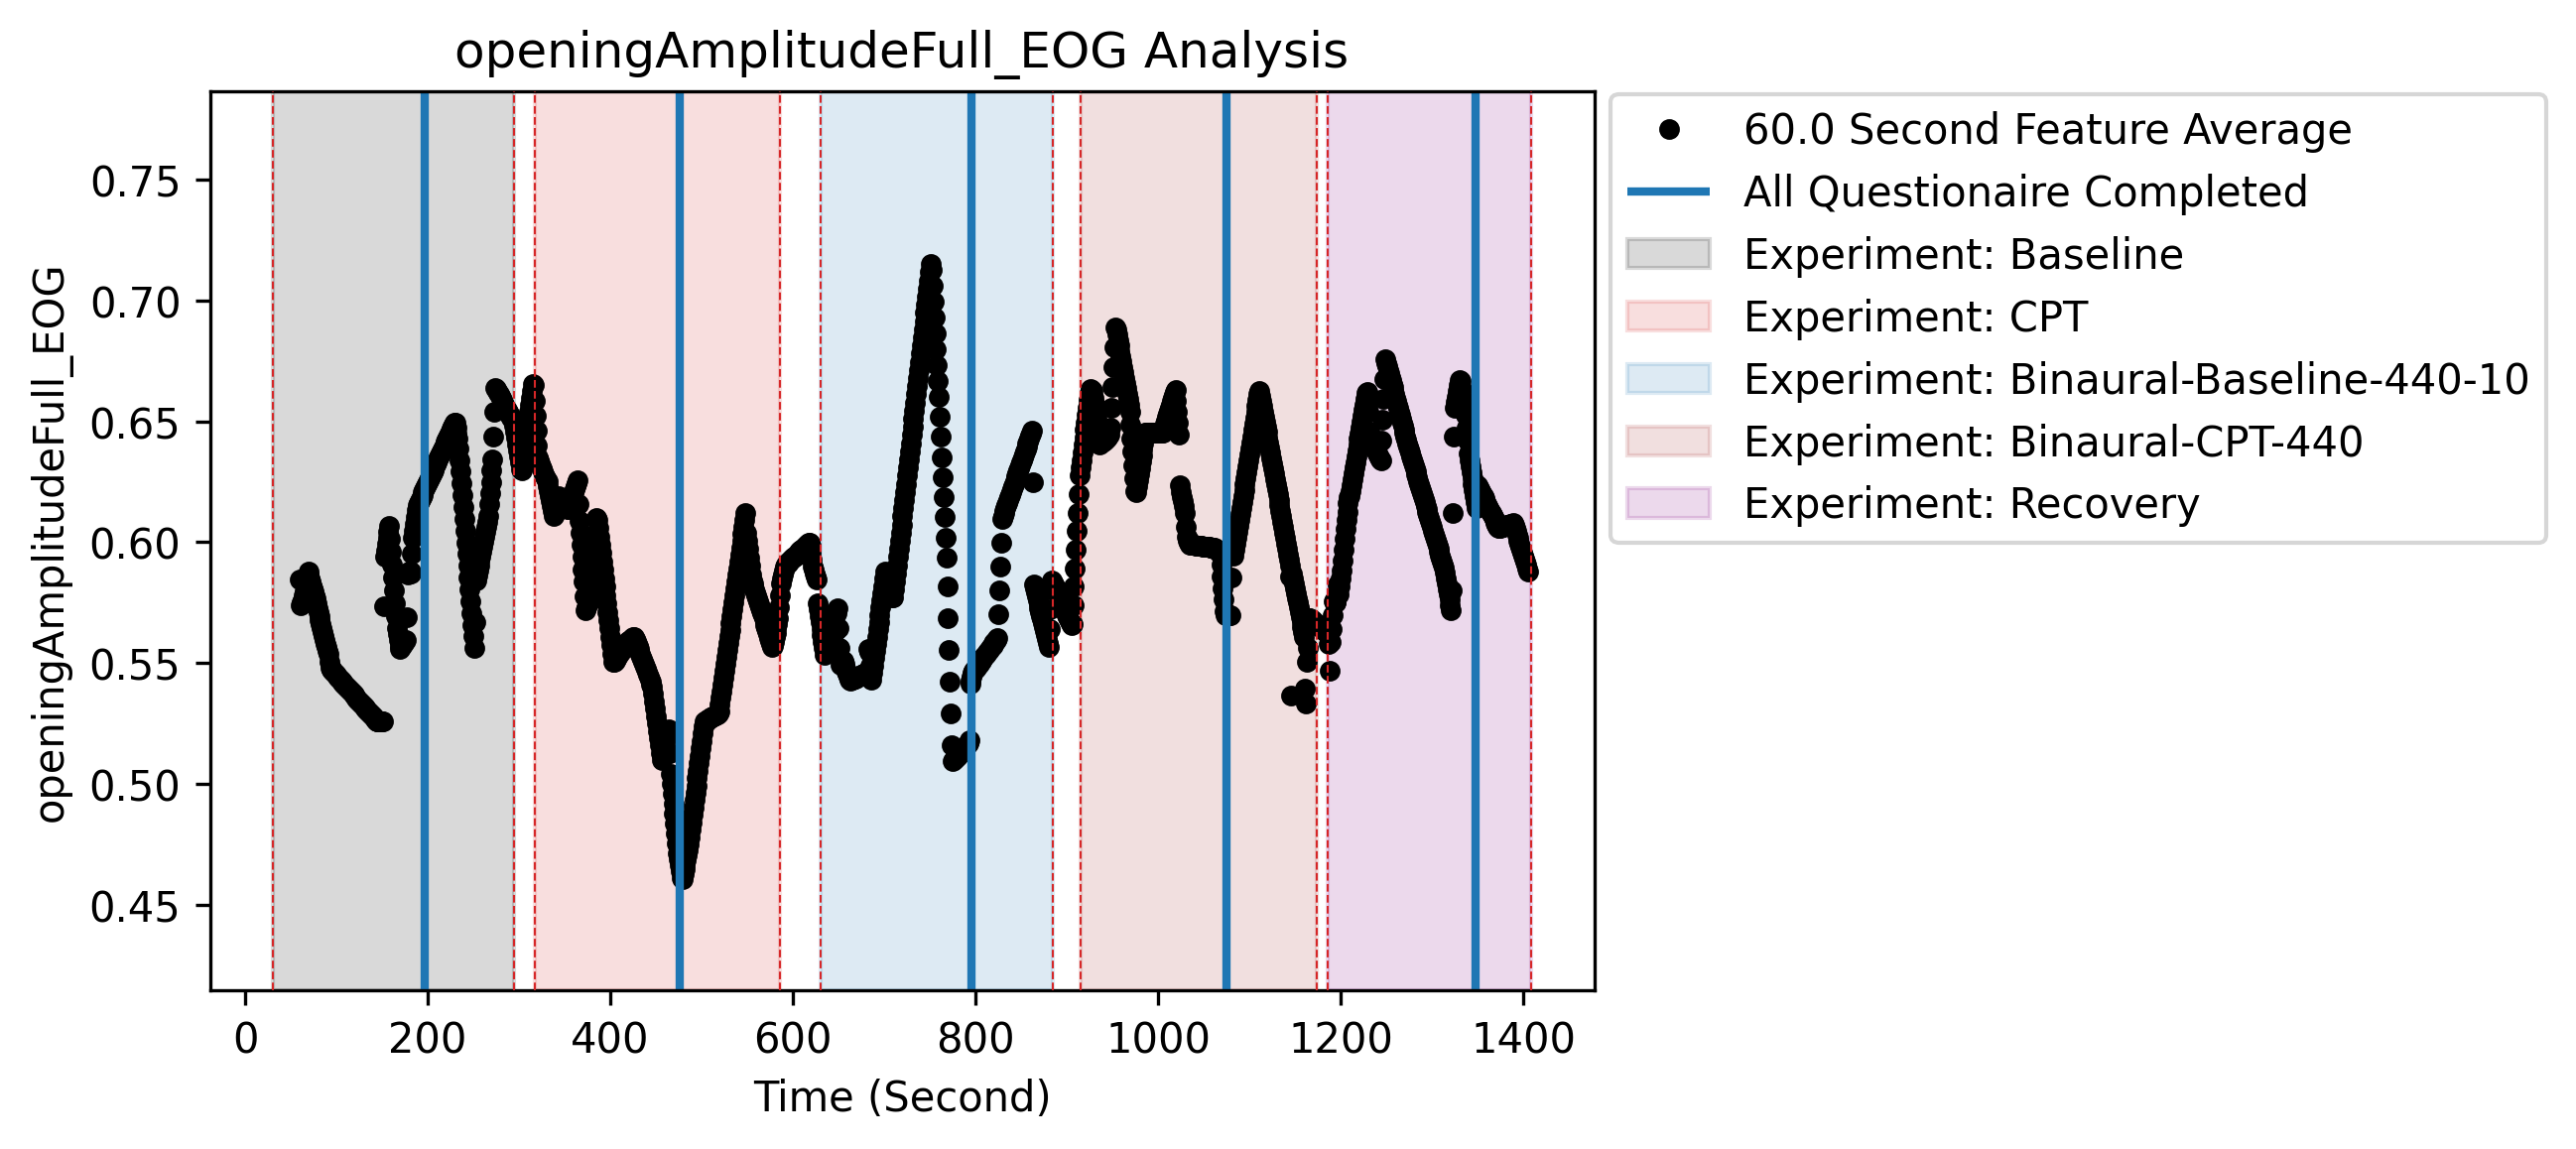 openingAmplitudeFull_EOG Analysis
openingAmplitudeFull_EOG
0.75
0.70
0.65
0.60
0.55
0.50
0.45
0 200 400 600 800 1000 1200 1400
Time (Second)
60.0 Second Feature Average
All Questionaire Completed
Experiment: Baseline
Experiment: CPT
Experiment: Binaural-Baseline-440-10
Experiment: Binaural-CPT-440
Experiment: Recovery